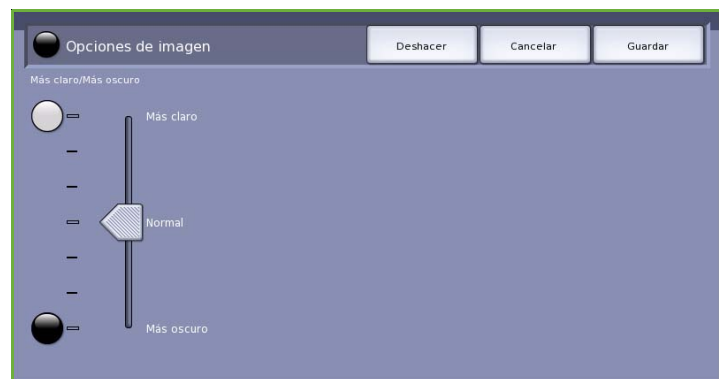 Opciones de imagen
Deshacer
Cancelar
Guardar
Más claro/Más oscuro
Más claro
Normal
Más oscuro